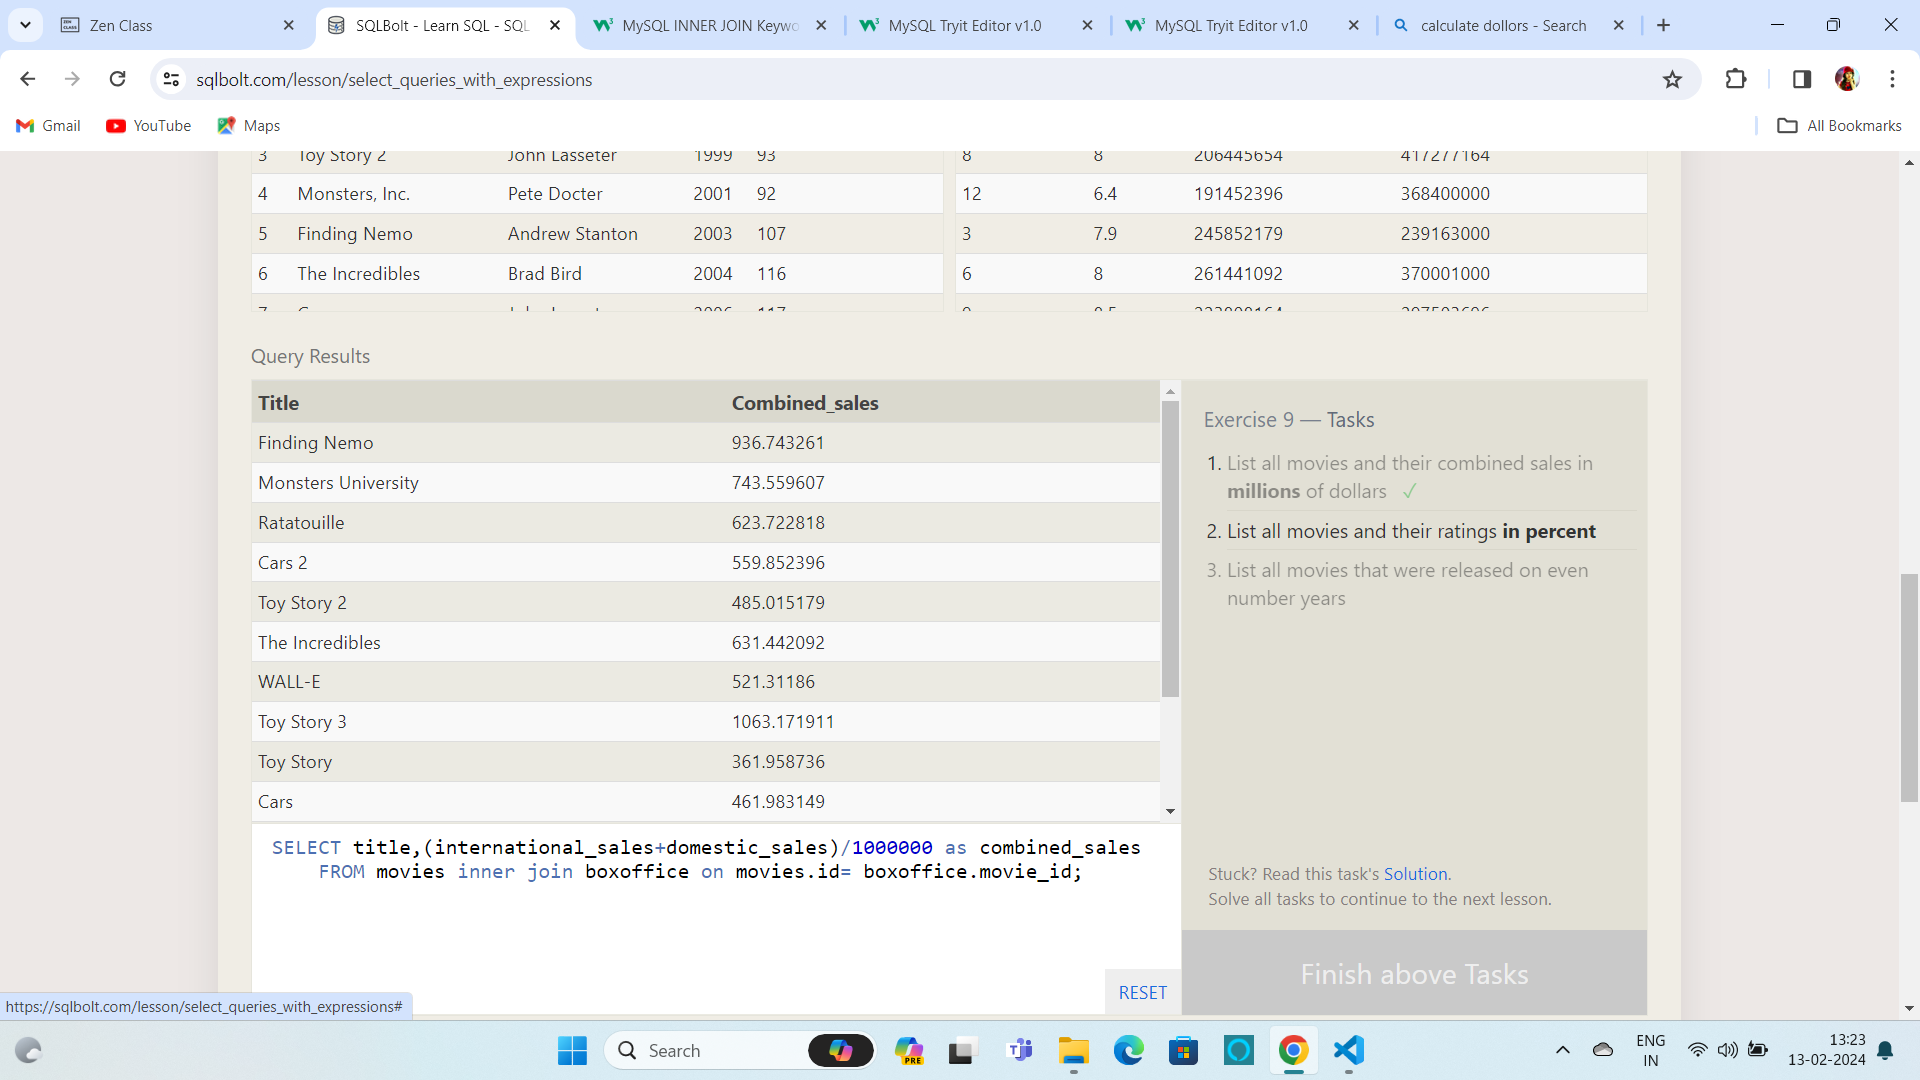 Zen Class
SQLBolt - Learn SQL - SQL
MySQL INNER JOIN Keywo
MySQL Tryit Editor v1.0
MySQL Tryit Editor v1.0
calculate dollors - Search
sqlbolt.com/lesson/select_queries_with_expressions
Gmail
YouTube
Maps
All Bookmarks
3 Toy Story 2 John Lasseter 1999 93 8 8 206445654 417277164
4 Monsters, Inc. Pete Docter 2001 92 12 6.4 191452396 368400000
5 Finding Nemo Andrew Stanton 2003 107 3 7.9 245852179 239163000
6 The Incredibles Brad Bird 2004 116 6 8 261441092 370001000
Query Results
Title Combined_sales
Finding Nemo 936.743261
Monsters University 743.559607
Ratatouille 623.722818
Cars 2 559.852396
Toy Story 2 485.015179
The Incredibles 631.442092
WALL-E 521.31186
Toy Story 3 1063.171911
Toy Story 361.958736
Cars 461.983149
Exercise 9 — Tasks
1. List all movies and their combined sales in
millions of dollars ✓
2. List all movies and their ratings in percent
3. List all movies that were released on even
number years
Stuck? Read this task's Solution.
Solve all tasks to continue to the next lesson.
Finish above Tasks
SELECT title,(international_sales+domestic_sales)/1000000 as combined_sales
FROM movies inner join boxoffice on movies.id= boxoffice.movie_id;
RESET
https://sqlbolt.com/lesson/select_queries_with_expressions#
Search
PRE
ENG
IN
13:23
13-02-2024